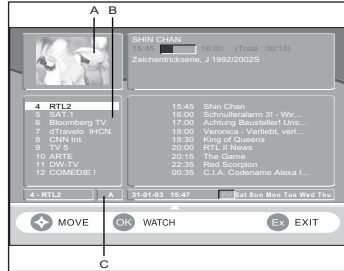 A B
SHIN CHAN
15:45 16:00 (Total : 00:15)
Zeichentrickserie, J 1992/2002S
4 RTL2
5 SAT.1
6 Bloomberg TV.
7 dTravelo IHCN.
8 CNN Int.
9 TV 5
10 ARTE
11 DW-TV
12 COMEDIE !
15:45 Shin Chan
16:00 Schnulleralarm 3! - Wir...
17:00 Achtung Bausteller! Uns...
18:00 Veronica - Verliebt, verl...
18:30 King of Queens
20:00 RTL II News
20:15 The Game
22:35 Red Scorpion
00:35 C.I.A. Codename Alexa I...
4 - RTL2 - A 31-01-03 15:47 Sat Sun Mon Tue Wed Thu
MOVE OK WATCH Ex EXIT
C